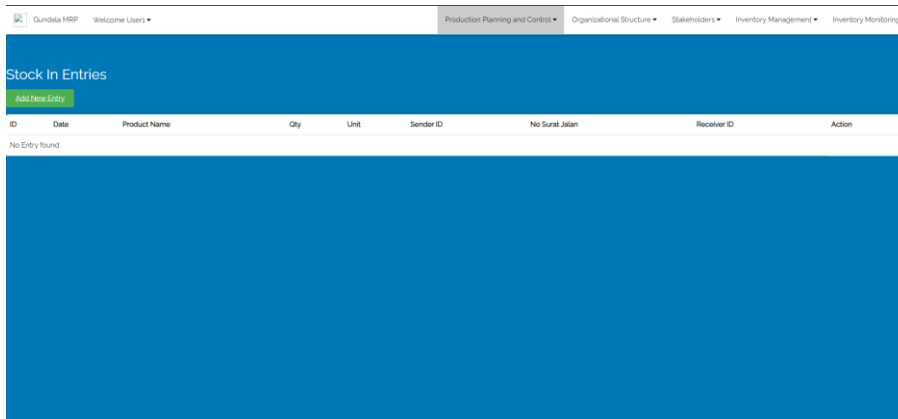 Gundala MRP Welcome Users Production Planning and Control Organizational Structure Stakeholders Inventory Management Inventory Monitoring
Stock In Entries
Add New Entry
ID Date Product Name Qty Unit Sender ID No Surat Jalan Receiver ID Action
No Entry found.